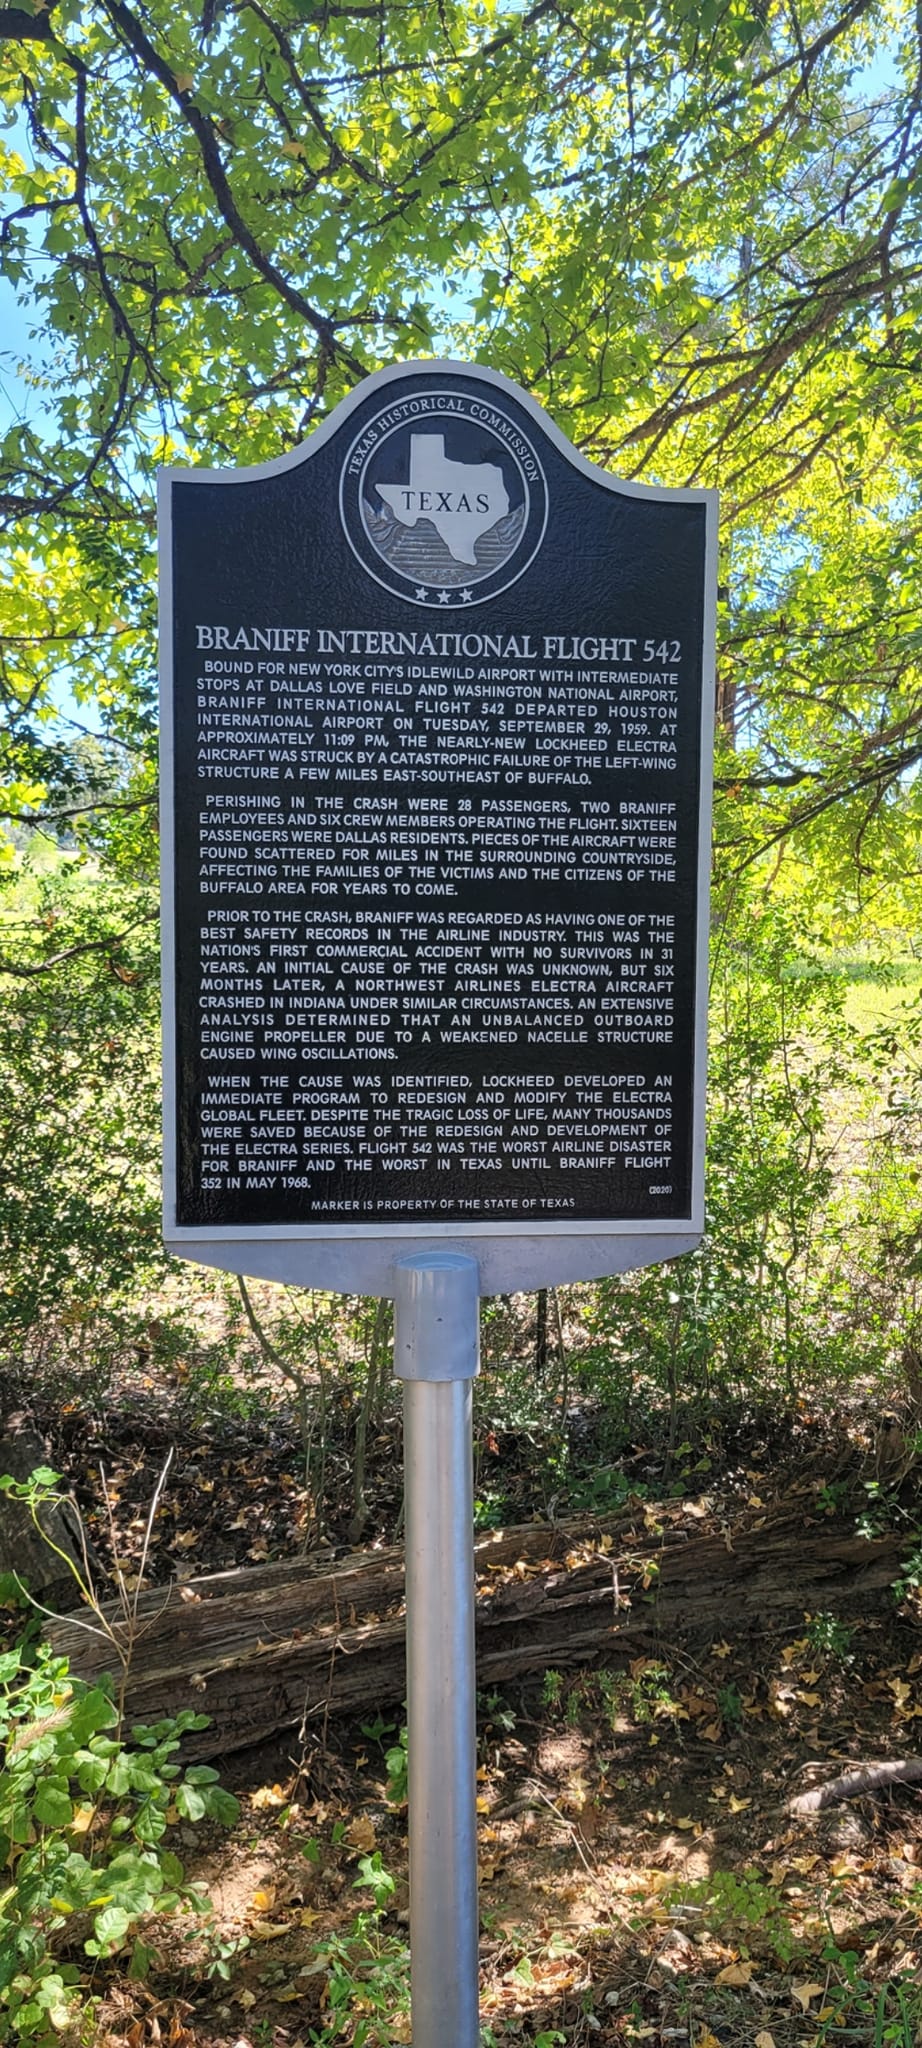 TEXAS HISTORICAL COMMISSION
TEXAS
BRANIFF INTERNATIONAL FLIGHT 542
BOUND FOR NEW YORK CITY'S IDLEWILD AIRPORT WITH INTERMEDIATE
STOPS AT DALLAS LOVE FIELD AND WASHINGTON NATIONAL AIRPORT,
BRANIFF INTERNATIONAL FLIGHT 542 DEPARTED HOUSTON
INTERNATIONAL AIRPORT ON TUESDAY, SEPTEMBER 29, 1959. AT
APPROXIMATELY 11:09 PM, THE NEARLY-NEW LOCKHEED ELECTRA
AIRCRAFT WAS STRUCK BY A CATASTROPHIC FAILURE OF THE LEFT-WING
STRUCTURE A FEW MILES EAST-SOUTHEAST OF BUFFALO.
PERISHING IN THE CRASH WERE 28 PASSENGERS, TWO BRANIFF
EMPLOYEES AND SIX CREW MEMBERS OPERATING THE FLIGHT. SIXTEEN
PASSENGERS WERE DALLAS RESIDENTS. PIECES OF THE AIRCRAFT WERE
FOUND SCATTERED FOR MILES IN THE SURROUNDING COUNTRYSIDE,
AFFECTING THE FAMILIES OF THE VICTIMS AND THE CITIZENS OF THE
BUFFALO AREA FOR YEARS TO COME.
PRIOR TO THE CRASH, BRANIFF WAS REGARDED AS HAVING ONE OF THE
BEST SAFETY RECORDS IN THE AIRLINE INDUSTRY. THIS WAS THE
NATION'S FIRST COMMERCIAL ACCIDENT WITH NO SURVIVORS IN 31
YEARS. AN INITIAL CAUSE OF THE CRASH WAS UNKNOWN, BUT SIX
MONTHS LATER, A NORTHWEST AIRLINES ELECTRA AIRCRAFT
CRASHED IN INDIANA UNDER SIMILAR CIRCUMSTANCES. AN EXTENSIVE
ANALYSIS DETERMINED THAT AN UNBALANCED OUTBOARD
ENGINE PROPELLER DUE TO A WEAKENED NACELLE STRUCTURE
CAUSED WING OSCILLATIONS.
WHEN THE CAUSE WAS IDENTIFIED, LOCKHEED DEVELOPED AN
IMMEDIATE PROGRAM TO REDESIGN AND MODIFY THE ELECTRA
GLOBAL FLEET. DESPITE THE TRAGIC LOSS OF LIFE, MANY THOUSANDS
WERE SAVED BECAUSE OF THE REDESIGN AND DEVELOPMENT OF
THE ELECTRA SERIES. FLIGHT 542 WAS THE WORST AIRLINE DISASTER
FOR BRANIFF AND THE WORST IN TEXAS UNTIL BRANIFF FLIGHT
352 IN MAY 1968.
(2020)
MARKER IS PROPERTY OF THE STATE OF TEXAS